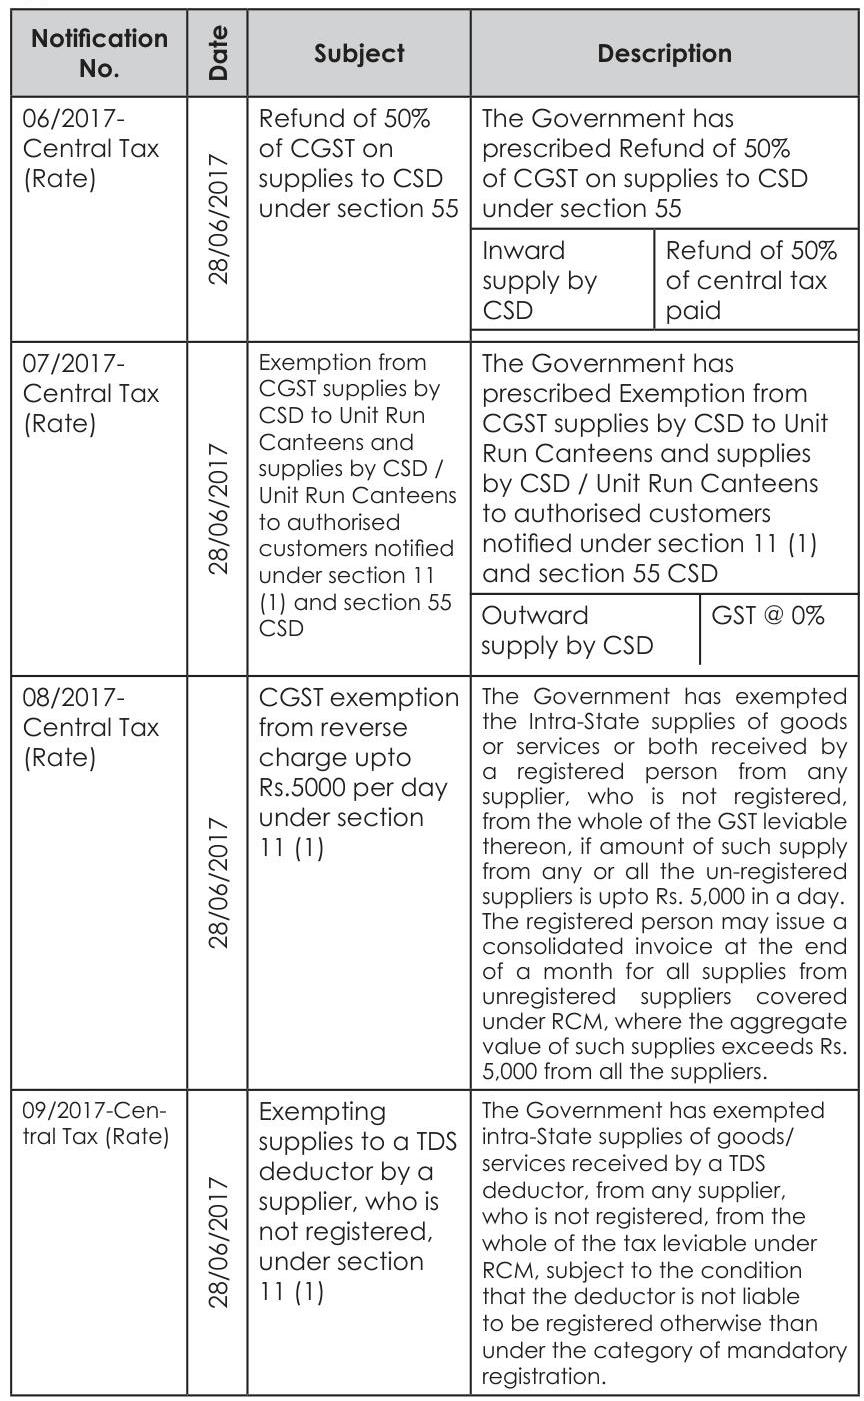 Notification No.
Date
Subject
Description
06/2017-
Central Tax
(Rate)
28/06/2017
Refund of 50%
of CGST on
supplies to CSD
under section 55
The Government has
prescribed Refund of 50%
of CGST on supplies to CSD
under section 55
Inward
supply by
CSD
Refund of 50%
of central tax
paid
07/2017-
Central Tax
(Rate)
28/06/2017
Exemption from
CGST supplies by
CSD to Unit Run
Canteens and
supplies by CSD /
Unit Run Canteens
to authorised
customers notified
under section 11
(1) and section 55
CSD
The Government has
prescribed Exemption from
CGST supplies by CSD to Unit
Run Canteens and supplies
by CSD / Unit Run Canteens
to authorised customers
notified under section 11 (1)
and section 55 CSD
Outward
supply by CSD
GST @ 0%
08/2017-
Central Tax
(Rate)
28/06/2017
CGST exemption
from reverse
charge upto
Rs.5000 per day
under section
11 (1)
The Government has exempted
the Intra-State supplies of goods
or services or both received by
a registered person from any
supplier, who is not registered,
from the whole of the GST leviable
thereon, if amount of such supply
from any or all the un-registered
suppliers is upto Rs. 5,000 in a day.
The registered person may issue a
consolidated invoice at the end
of a month for all supplies from
unregistered suppliers covered
under RCM, where the aggregate
value of such supplies exceeds Rs.
5,000 from all the suppliers.
09/2017-Cen-
tral Tax (Rate)
28/06/2017
Exempting
supplies to a TDS
deductor by a
supplier, who is
not registered,
under section
11 (1)
The Government has exempted
intra-State supplies of goods/
services received by a TDS
deductor, from any supplier,
who is not registered, from the
whole of the tax leviable under
RCM, subject to the condition
that the deductor is not liable
to be registered otherwise than
under the category of mandatory
registration.